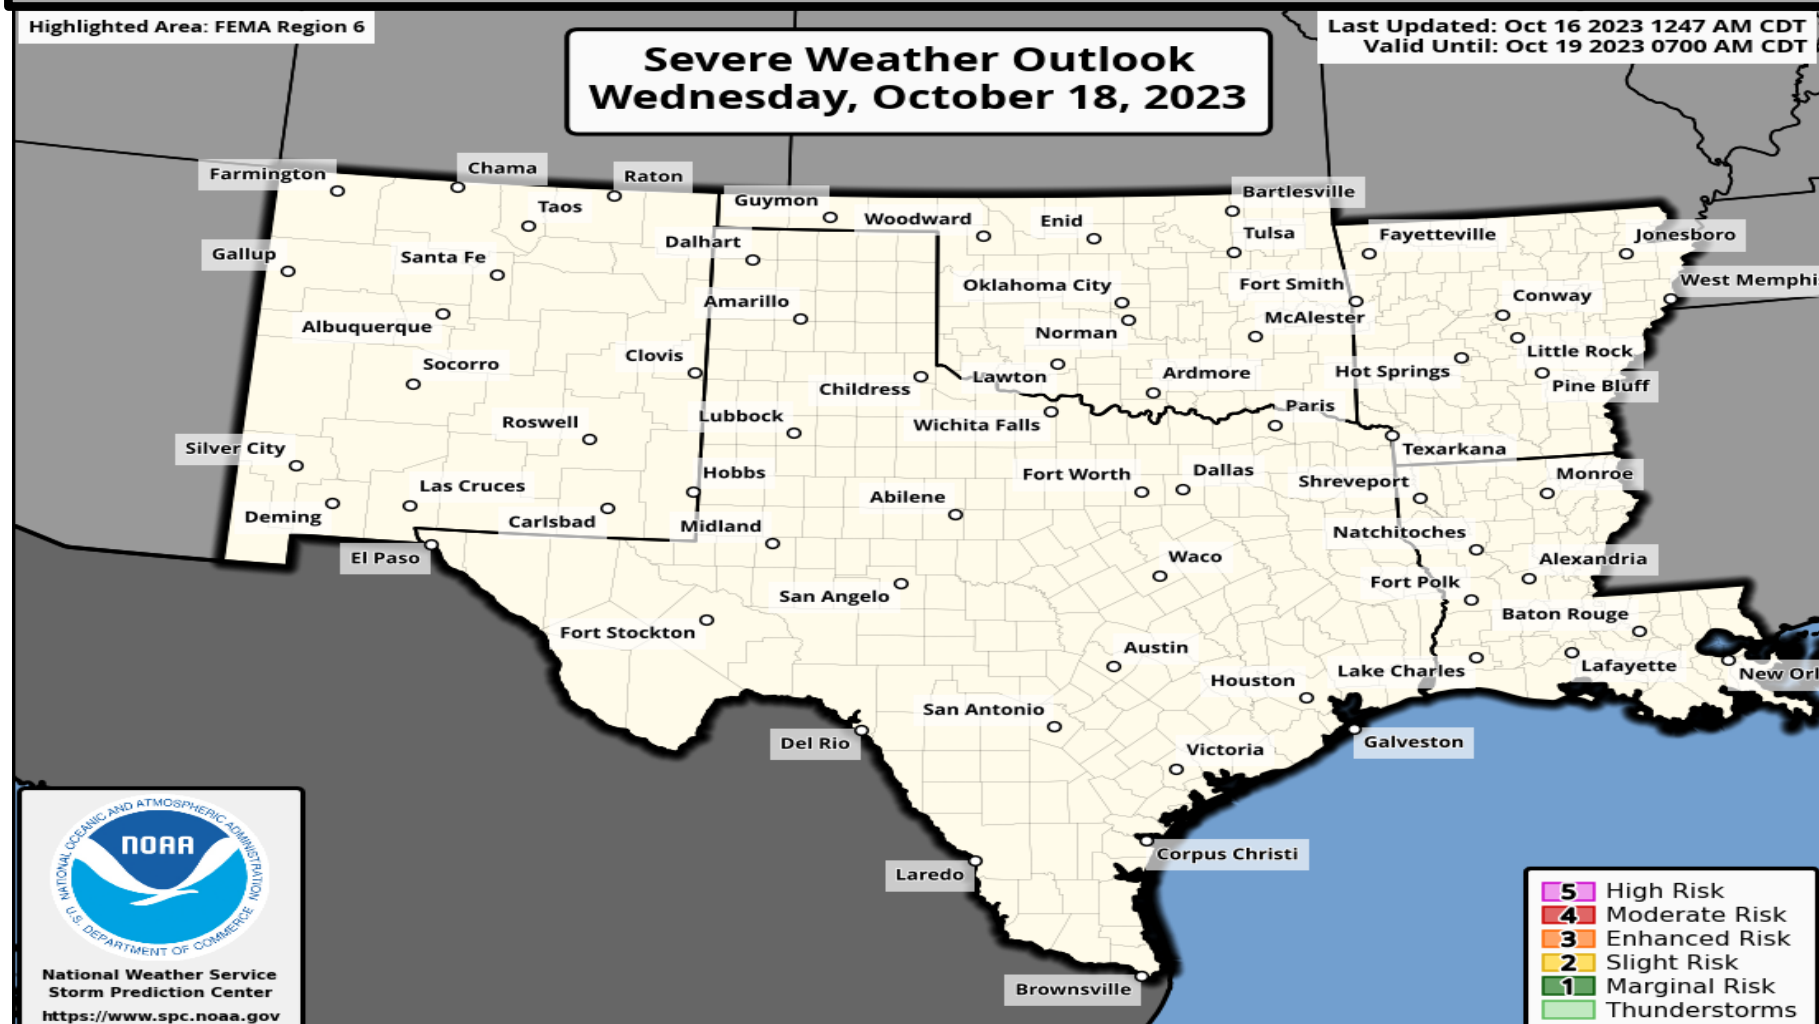 Highlighted Area: FEMA Region 6
Severe Weather Outlook
Wednesday, October 18, 2023
Last Updated: Oct 16 2023 1247 AM CDT
Valid Until: Oct 19 2023 0700 AM CDT
Farmington
Chama
Raton
Taos
Guymon
Woodward
Enid
Bartlesville
Tulsa
Fayetteville
Jonesboro
Gallup
Santa Fe
Dalhart
Oklahoma City
Fort Smith
Conway
West Memphi
Albuquerque
Amarillo
Norman
McAlester
Little Rock
Socorro
Clovis
Childress
Lawton
Ardmore
Hot Springs
Pine Bluff
Roswell
Lubbock
Wichita Falls
Paris
Texarkana
Silver City
Las Cruces
Hobbs
Abilene
Fort Worth
Dallas
Shreveport
Monroe
Deming
Carlsbad
Midland
Natchitoches
El Paso
San Angelo
Waco
Fort Polk
Alexandria
Fort Stockton
Austin
Baton Rouge
Houston
Lake Charles
Lafayette
New Orl
San Antonio
Del Rio
Victoria
Galveston
Laredo
Corpus Christi
Brownsville
NATIONAL OCEANIC AND ATMOSPHERIC ADMINISTRATION
NOAA
U.S. DEPARTMENT OF COMMERCE
National Weather Service
Storm Prediction Center
https://www.spc.noaa.gov
5 High Risk
4 Moderate Risk
3 Enhanced Risk
2 Slight Risk
1 Marginal Risk
Thunderstorms